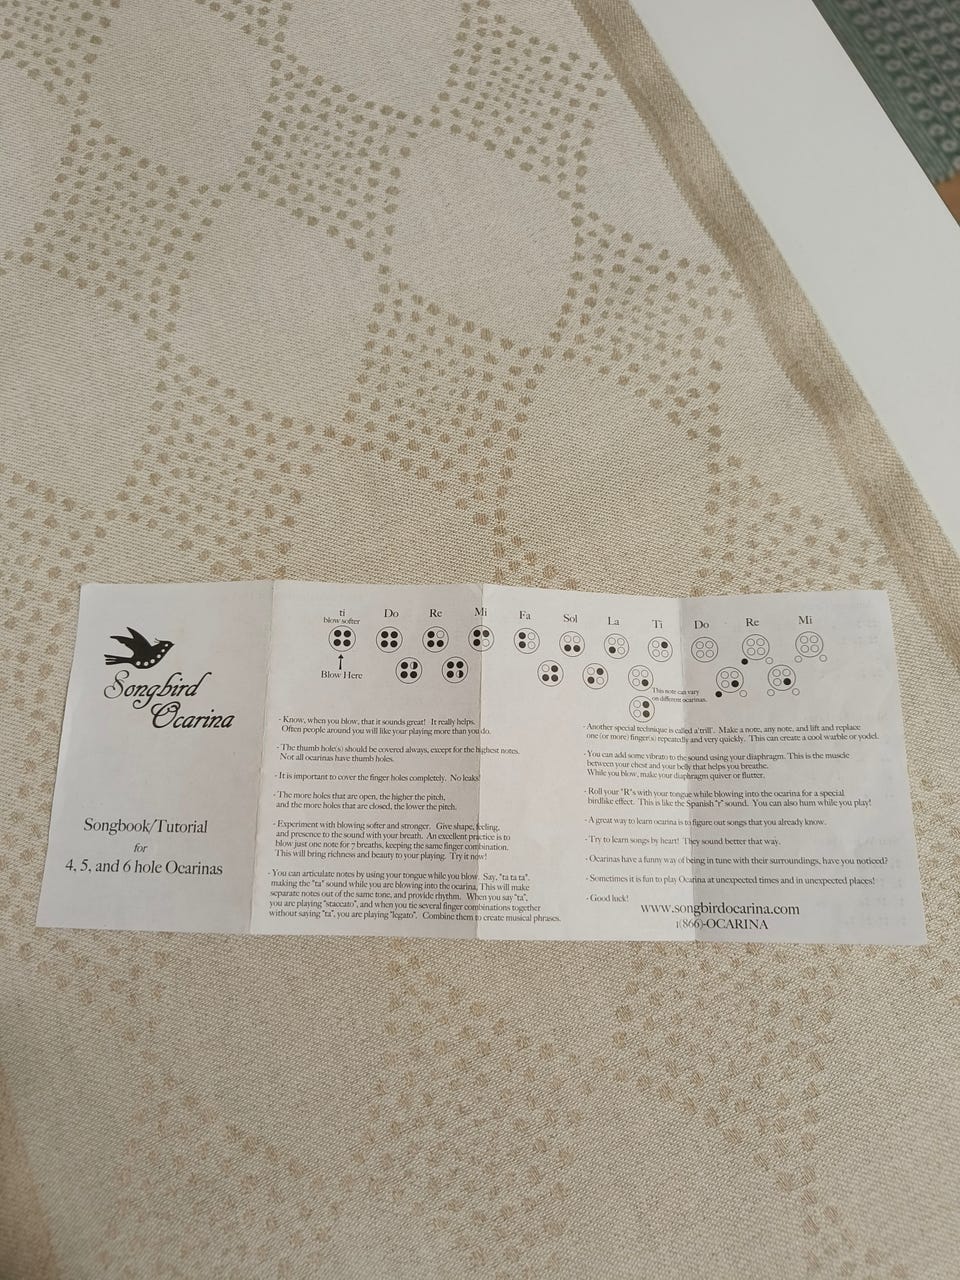 Songbird
Ocarina
Songbook/Tutorial
for
4, 5, and 6 hole Ocarinas
ti
blow softer
Do
Re
Mi
Fa
Sol
La
Ti
Do
Re
Mi
Blow Here
This note can vary
on different ocarinas.
- Know, when you blow, that it sounds great! It really helps.
Often people around you will like your playing more than you do.
- The thumb hole(s) should be covered always, except for the highest notes.
Not all ocarinas have thumb holes.
- It is important to cover the finger holes completely. No leaks!
- The more holes that are open, the higher the pitch,
and the more holes that are closed, the lower the pitch.
- Experiment with blowing softer and stronger. Give shape, feeling,
and presence to the sound with your breath. An excellent practice is to
blow just one note for 7 breaths, keeping the same finger combination.
This will bring richness and beauty to your playing. Try it now!
- You can articulate notes by using your tongue while you blow. Say, "ta ta ta",
making the "ta" sound while you are blowing into the ocarina. This will make
separate notes out of the same tone, and provide rhythm. When you say "ta",
you are playing "staccato", and when you tie several finger combinations together
without saying "ta", you are playing "legato". Combine them to create musical phrases.
- Another special technique is called a 'trill'. Make a note, any note, and lift and replace
one (or more) finger(s) repeatedly and very quickly. This can create a cool warble or yodel.
- You can add some vibrato to the sound using your diaphragm. This is the muscle
between your chest and your belly that helps you breathe.
While you blow, make your diaphragm quiver or flutter.
- Roll your "R"s with your tongue while blowing into the ocarina for a special
birdlike effect. This is like the Spanish "r" sound. You can also hum while you play!
- A great way to learn ocarina is to figure out songs that you already know.
- Try to learn songs by heart! They sound better that way.
- Ocarinas have a funny way of being in tune with their surroundings, have you noticed?
- Sometimes it is fun to play Ocarina at unexpected times and in unexpected places!
- Good luck!
www.songbirdocarina.com
1(866)-OCARINA